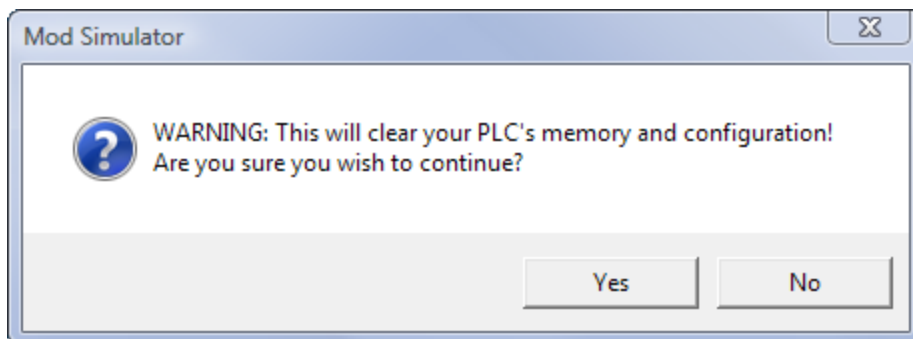 Mod Simulator
WARNING: This will clear your PLC's memory and configuration!
Are you sure you wish to continue?
Yes No